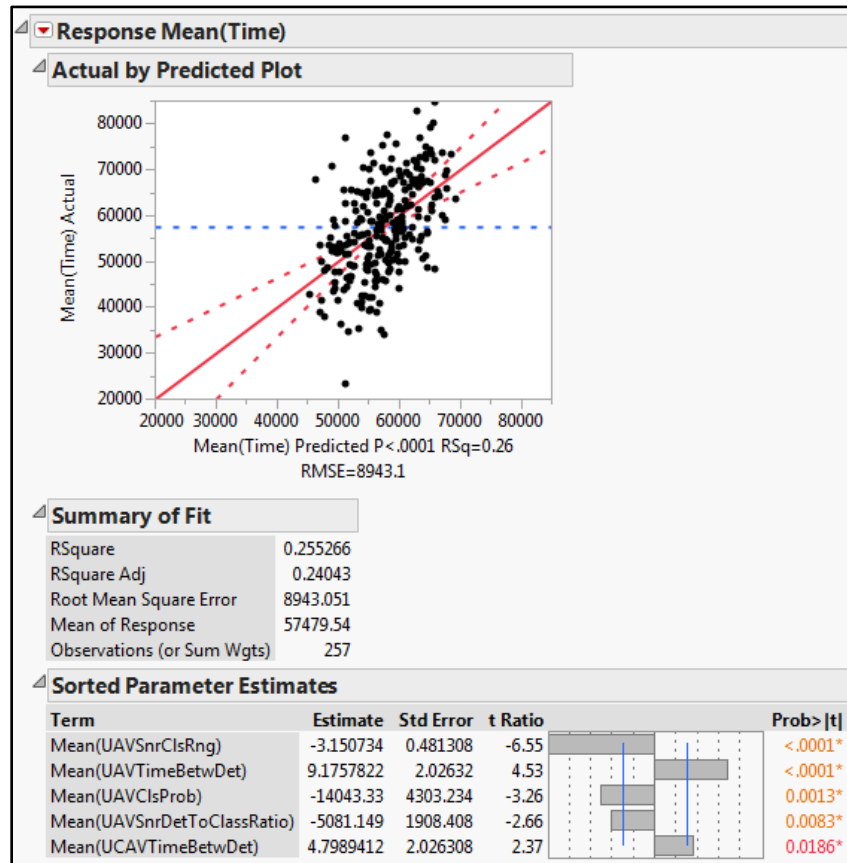 Response Mean(Time)
Actual by Predicted Plot
Mean(Time) Actual
80000
70000
60000
50000
40000
30000
20000
20000 30000 40000 50000 60000 70000 80000
Mean(Time) Predicted P<.0001 RSq=0.26
RMSE=8943.1
Summary of Fit
RSquare 0.255266
RSquare Adj 0.24043
Root Mean Square Error 8943.051
Mean of Response 57479.54
Observations (or Sum Wgts) 257
Sorted Parameter Estimates
Term Estimate Std Error t Ratio Prob>|t|
Mean(UAVSnrClsRng) -3.150734 0.481308 -6.55 <.0001*
Mean(UAVTimeBetwDet) 9.1757822 2.02632 4.53 <.0001*
Mean(UAVClsProb) -14043.33 4303.234 -3.26 0.0013*
Mean(UAVSnrDetToClassRatio) -5081.149 1908.408 -2.66 0.0083*
Mean(UCAVTimeBetwDet) 4.7989412 2.026308 2.37 0.0186*